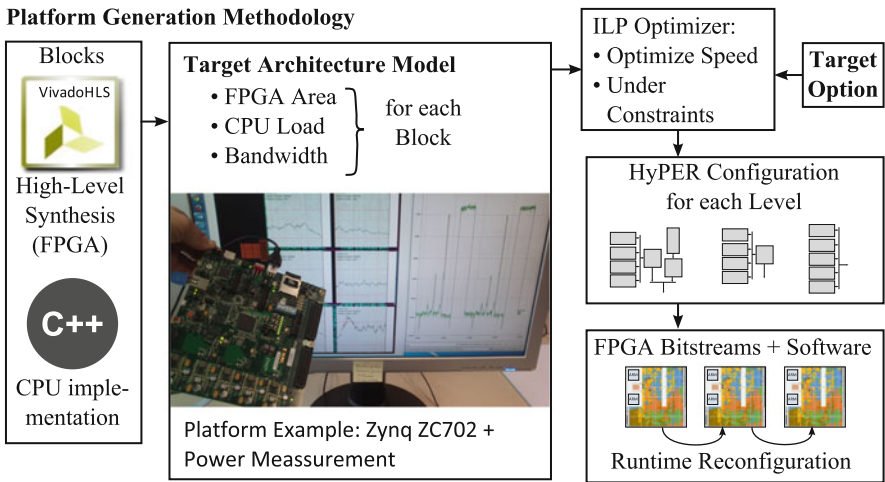 Platform Generation Methodology
Blocks
VivadoHLS
High-Level
Synthesis
(FPGA)
C++
CPU imple-
mentation
Target Architecture Model
• FPGA Area
• CPU Load
• Bandwidth
for each
Block
Platform Example: Zynq ZC702 +
Power Meassurement
ILP Optimizer:
• Optimize Speed
• Under
Constraints
Target
Option
HyPER Configuration
for each Level
FPGA Bitstreams + Software
Runtime Reconfiguration